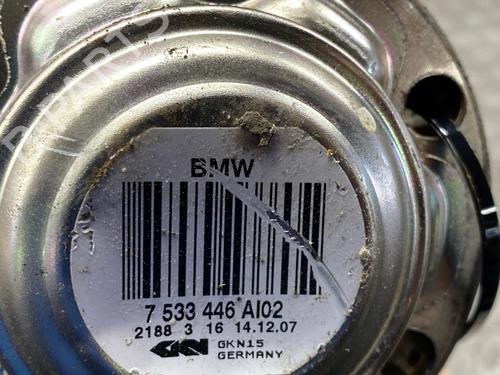 BMW
7 533 446 AI02
2188 3 16 14.12.07
GKN GKN15
GERMANY